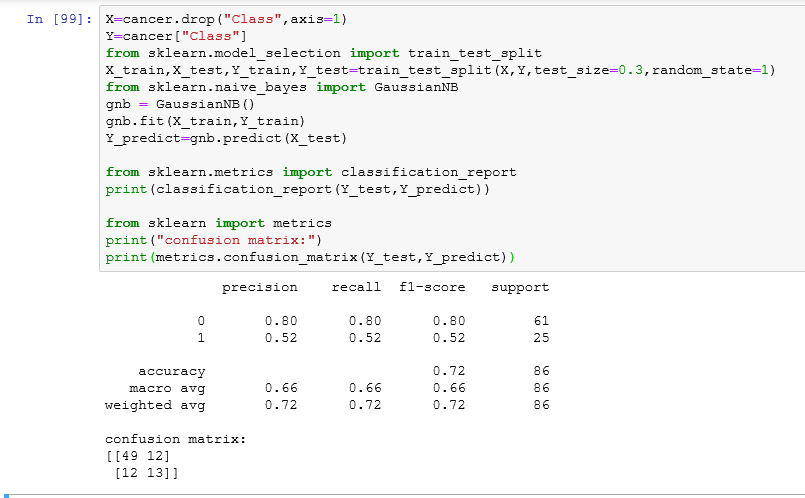 In [99]: X=cancer.drop("Class",axis=1)
Y=cancer["Class"]
from sklearn.model_selection import train_test_split
X_train,X_test,Y_train,Y_test=train_test_split(X,Y,test_size=0.3,random_state=1)
from sklearn.naive_bayes import GaussianNB
gnb = GaussianNB()
gnb.fit(X_train,Y_train)
Y_predict=gnb.predict(X_test)
from sklearn.metrics import classification_report
print(classification_report(Y_test,Y_predict))
from sklearn import metrics
print("confusion matrix:")
print(metrics.confusion_matrix(Y_test,Y_predict))
precision recall f1-score support
0 0.80 0.80 0.80 61
1 0.52 0.52 0.52 25
accuracy 0.72 86
macro avg 0.66 0.66 0.66 86
weighted avg 0.72 0.72 0.72 86
confusion matrix:
[[49 12]
[12 13]]